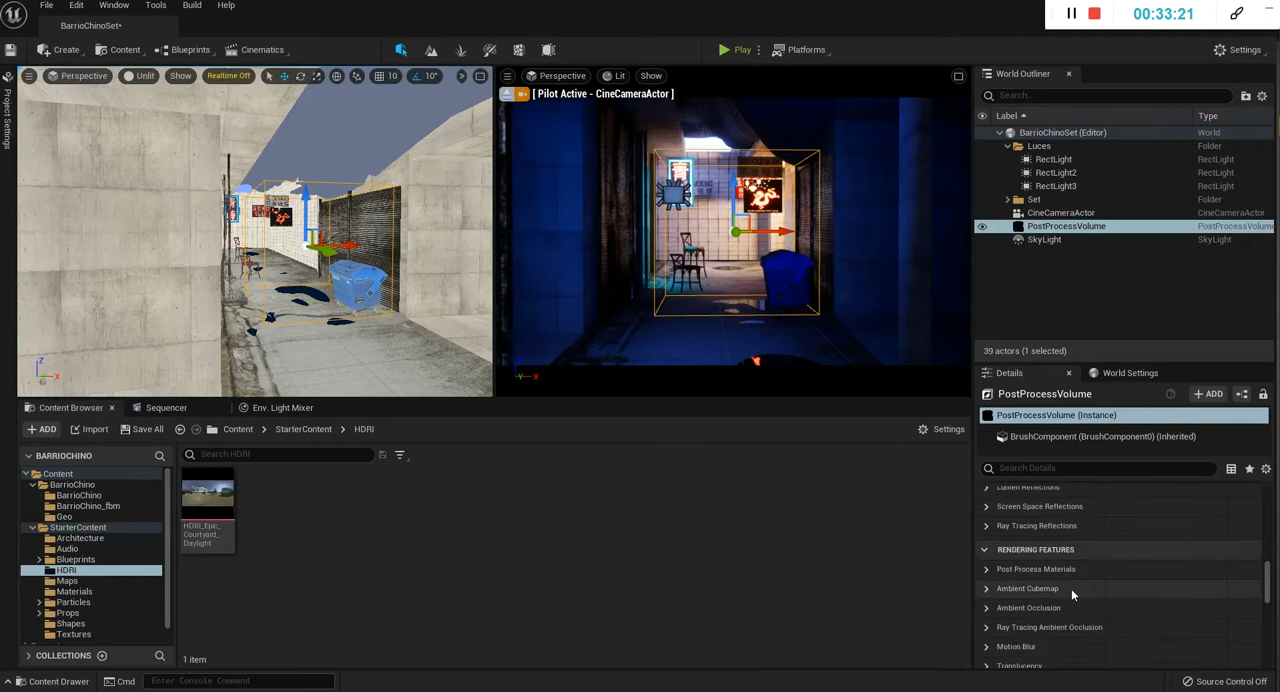 File Edit Window Tools Build Help
00:33:21
BarrioChinoSet*
Create Content Blueprints Cinematics Play Platforms Settings
Project Settings
Perspective Unlit Show Realtime Off 10 10°
Perspective Lit Show
[ Pilot Active - CineCameraActor ]
World Outliner
Search...
Label Type
BarrioChinoSet (Editor) World
Luces Folder
RectLight RectLight
RectLight2 RectLight
RectLight3 RectLight
Set Folder
CineCameraActor CineCameraActor
PostProcessVolume PostProcessVolume
SkyLight SkyLight
39 actors (1 selected)
Details World Settings
PostProcessVolume ADD
PostProcessVolume (Instance)
BrushComponent (BrushComponent0) (Inherited)
Search Details
Lumen Reflections
Screen Space Reflections
Ray Tracing Reflections
RENDERING FEATURES
Post Process Materials
Ambient Cubemap
Ambient Occlusion
Ray Tracing Ambient Occlusion
Motion Blur
Translucency
Content Browser Sequencer Env. Light Mixer
ADD Import Save All Content StarterContent HDRI Settings
BARRIOCHINO
Content
BarrioChino
BarrioChino
BarrioChino_fbm
Geo
StarterContent
Architecture
Audio
Blueprints
HDRI
Maps
Materials
Particles
Props
Shapes
Textures
COLLECTIONS
Search HDRI
HDRI_Epic_
Courtyard_
Daylight
1 item
Content Drawer Cmd Enter Console Command Source Control Off
Z
X
Y
X